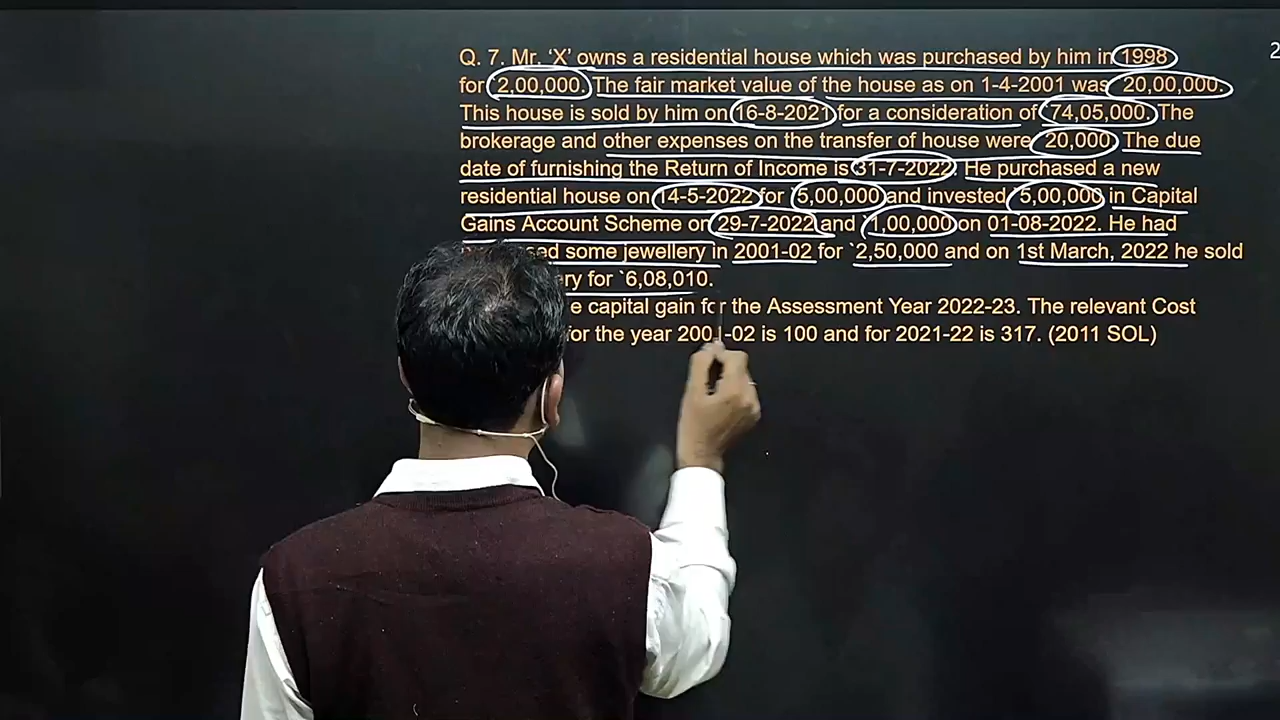 Q. 7. Mr. ‘X’ owns a residential house which was purchased by him in 1998
for `2,00,000. The fair market value of the house as on 1-4-2001 was `20,00,000.
This house is sold by him on 16-8-2021 for a consideration of `74,05,000. The
brokerage and other expenses on the transfer of house were `20,000. The due
date of furnishing the Return of Income is 31-7-2022. He purchased a new
residential house on 14-5-2022 for `5,00,000 and invested `5,00,000 in Capital
Gains Account Scheme on 29-7-2022 and `1,00,000 on 01-08-2022. He had
some jewellery in 2001-02 for `2,50,000 and on 1st March, 2022 he sold
for `6,08,010.
capital gain for the Assessment Year 2022-23. The relevant Cost
for the year 2001-02 is 100 and for 2021-22 is 317. (2011 SOL)
2